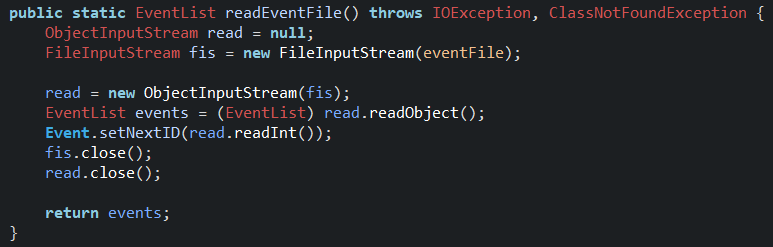 public static EventList readEventFile() throws IOException, ClassNotFoundException {
    ObjectInputStream read = null;
    FileInputStream fis = new FileInputStream(eventFile);

    read = new ObjectInputStream(fis);
    EventList events = (EventList) read.readObject();
    Event.setNextID(read.readInt());
    fis.close();
    read.close();

    return events;
}